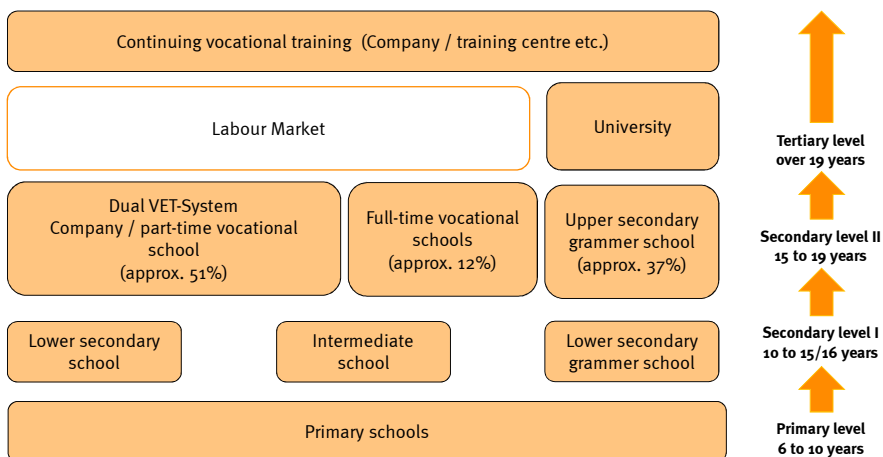 Continuing vocational training (Company / training centre etc.)
Labour Market
University
Tertiary level
over 19 years
Dual VET-System
Company / part-time vocational
school
(approx. 51%)
Full-time vocational
schools
(approx. 12%)
Upper secondary
grammer school
(approx. 37%)
Secondary level II
15 to 19 years
Lower secondary
school
Intermediate
school
Lower secondary
grammer school
Secondary level I
10 to 15/16 years
Primary schools
Primary level
6 to 10 years